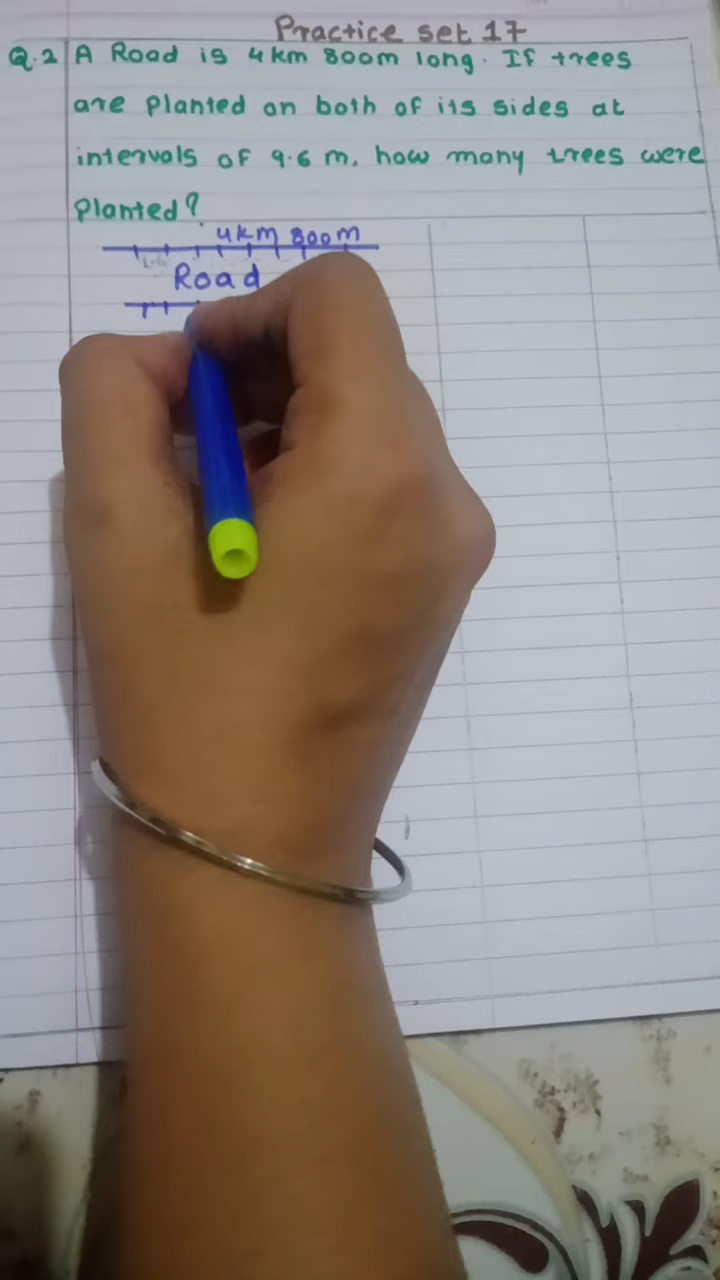 Practice set 17
Q.2 A Road is 4km 800m long. If trees
are planted on both of its sides at
intervals of 9.6 m, how many trees were
planted?
4km 800m
Road